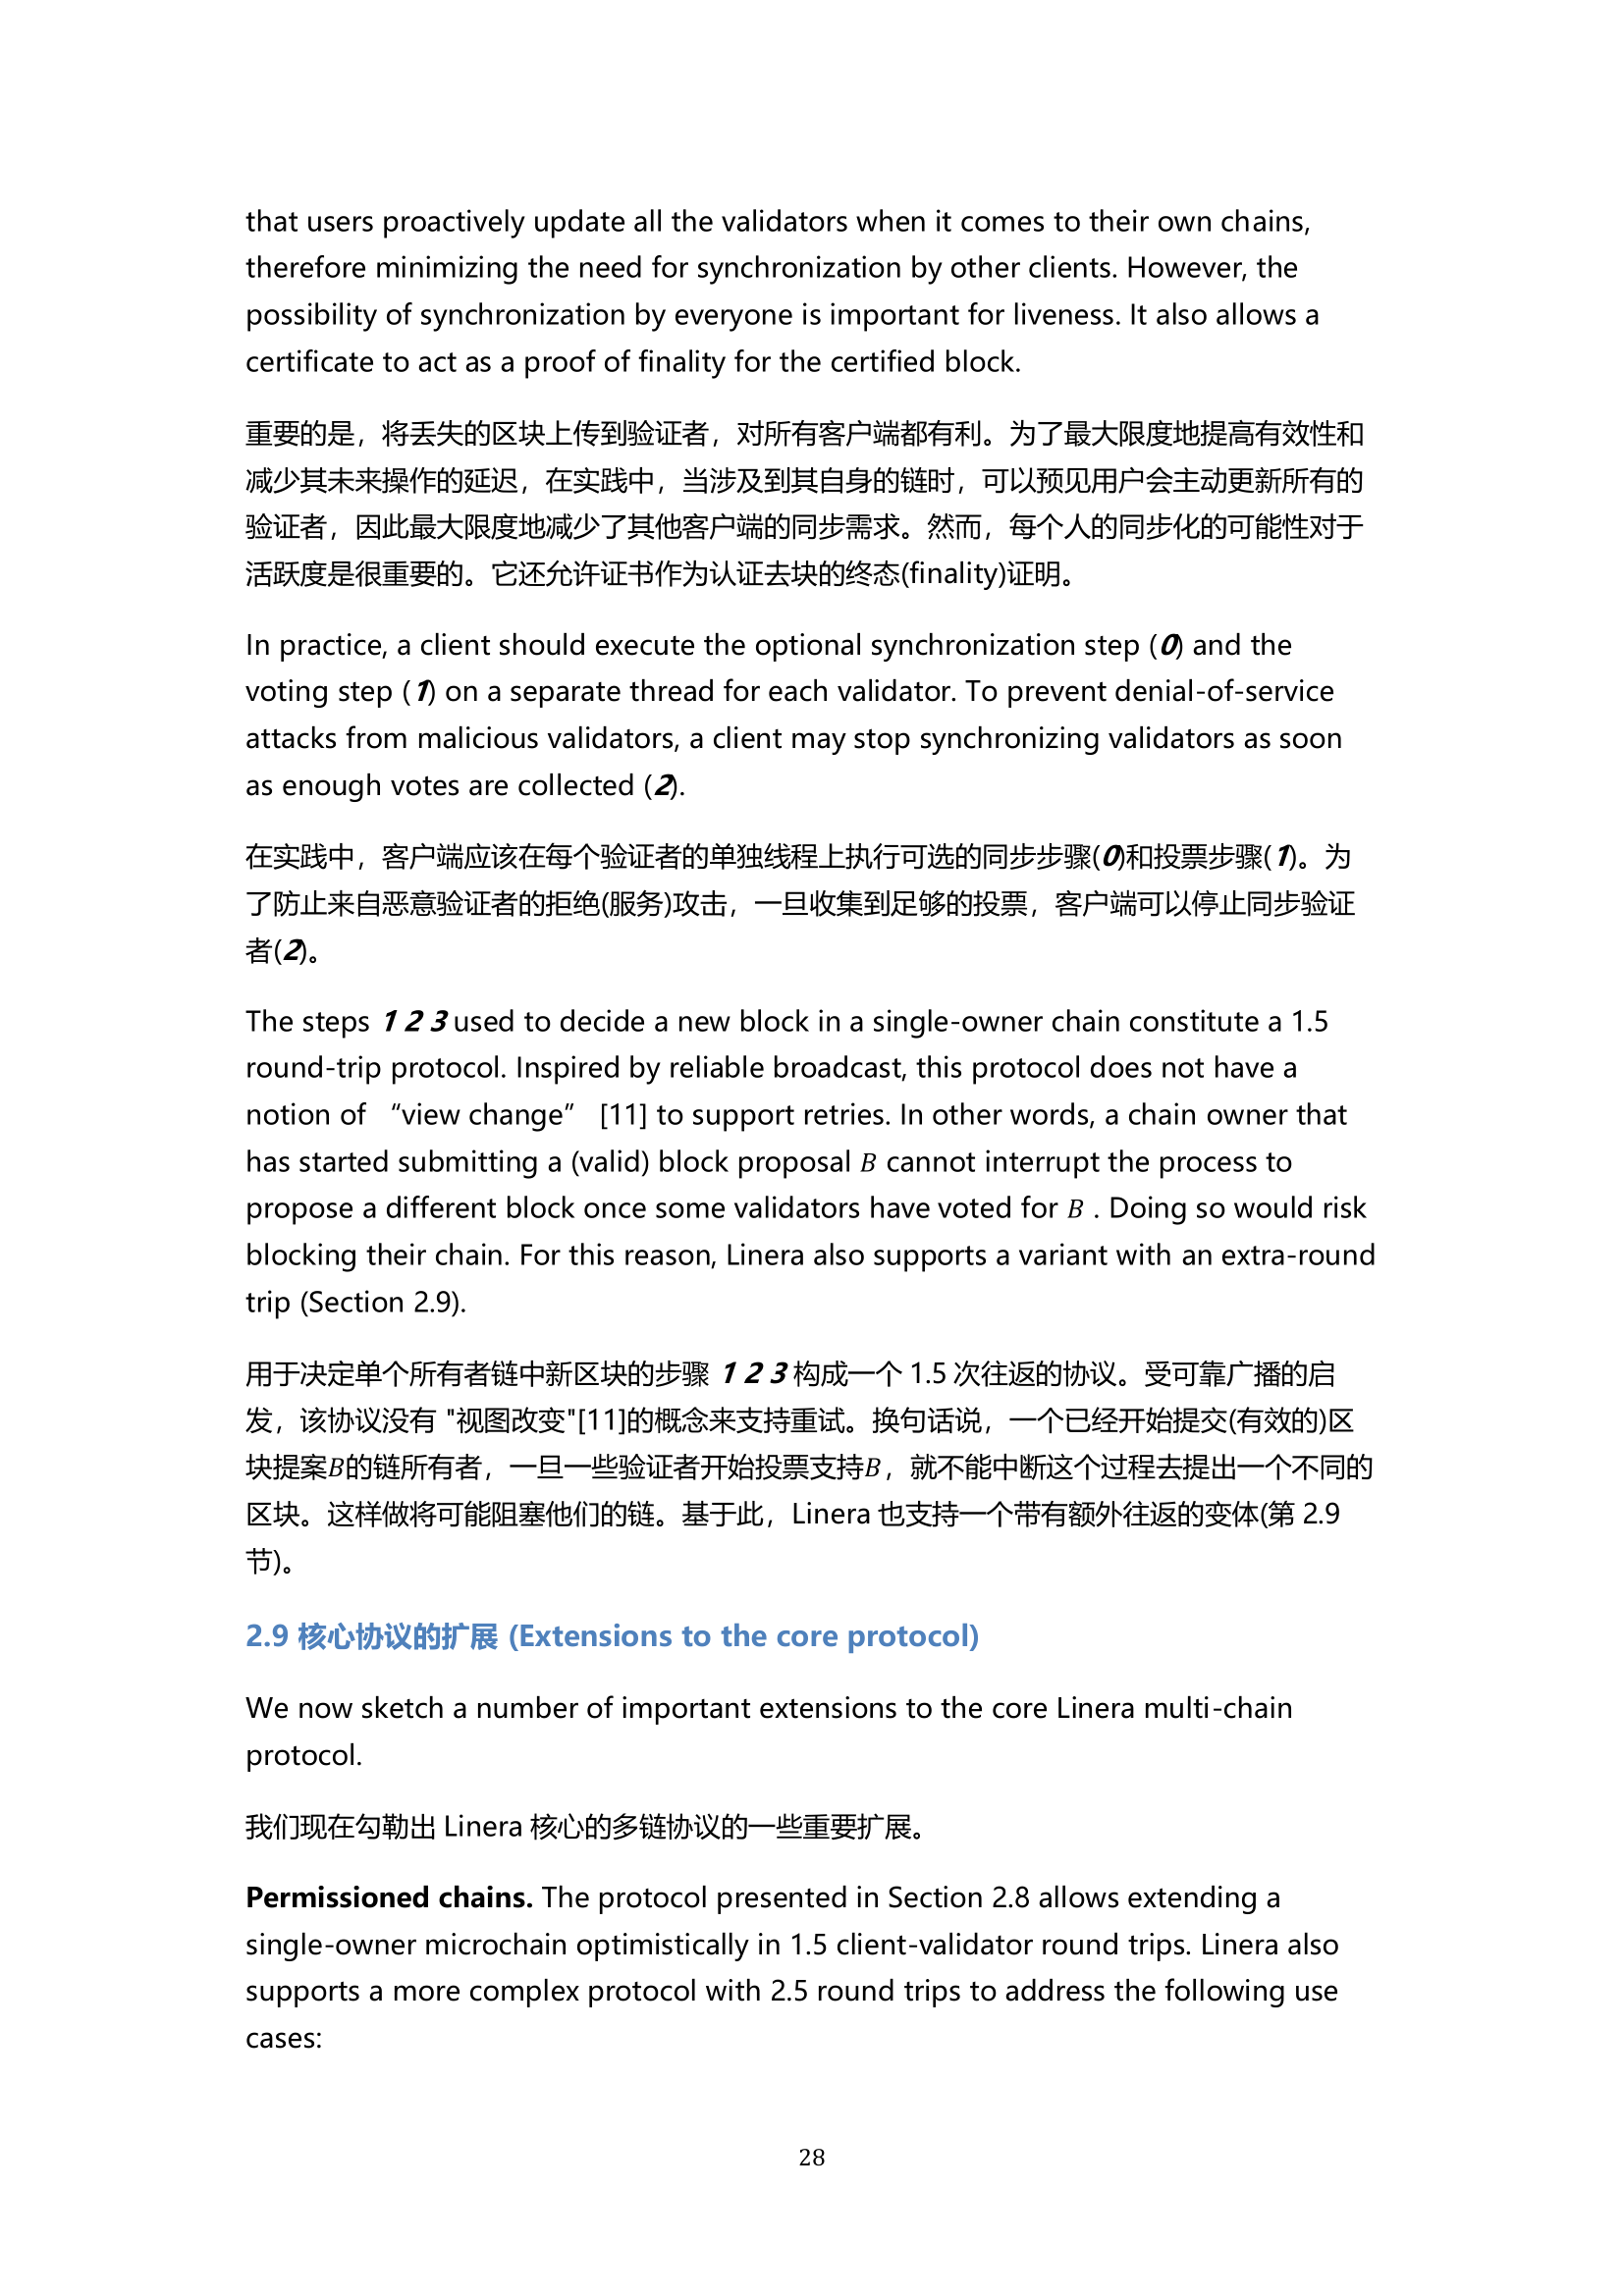 that users proactively update all the validators when it comes to their own chains,
therefore minimizing the need for synchronization by other clients. However, the
possibility of synchronization by everyone is important for liveness. It also allows a
certificate to act as a proof of finality for the certified block.
重要的是，将丢失的区块上传到验证者，对所有客户端都有利。为了最大限度地提高有效性和
减少其未来操作的延迟，在实践中，当涉及到其自身的链时，可以预见用户会主动更新所有的
验证者，因此最大限度地减少了其他客户端的同步需求。然而，每个人的同步化的可能性对于
活跃度是很重要的。它还允许证书作为认证去块的终态(finality)证明。
In practice, a client should execute the optional synchronization step (0) and the
voting step (1) on a separate thread for each validator. To prevent denial-of-service
attacks from malicious validators, a client may stop synchronizing validators as soon
as enough votes are collected (2).
在实践中，客户端应该在每个验证者的单独线程上执行可选的同步步骤(0)和投票步骤(1)。为
了防止来自恶意验证者的拒绝(服务)攻击，一旦收集到足够的投票，客户端可以停止同步验证
者(2)。
The steps 1 2 3 used to decide a new block in a single-owner chain constitute a 1.5
round-trip protocol. Inspired by reliable broadcast, this protocol does not have a
notion of “view change” [11] to support retries. In other words, a chain owner that
has started submitting a (valid) block proposal B cannot interrupt the process to
propose a different block once some validators have voted for B . Doing so would risk
blocking their chain. For this reason, Linera also supports a variant with an extra-round
trip (Section 2.9).
用于决定单个所有者链中新区块的步骤 1 2 3 构成一个 1.5 次往返的协议。受可靠广播的启
发，该协议没有 "视图改变"[11]的概念来支持重试。换句话说，一个已经开始提交(有效的)区
块提案B的链所有者，一旦一些验证者开始投票支持B，就不能中断这个过程去提出一个不同的
区块。这样做将可能阻塞他们的链。基于此，Linera 也支持一个带有额外往返的变体(第 2.9
节)。
2.9 核心协议的扩展 (Extensions to the core protocol)
We now sketch a number of important extensions to the core Linera multi-chain
protocol.
我们现在勾勒出 Linera 核心的多链协议的一些重要扩展。
Permissioned chains. The protocol presented in Section 2.8 allows extending a
single-owner microchain optimistically in 1.5 client-validator round trips. Linera also
supports a more complex protocol with 2.5 round trips to address the following use
cases:
28